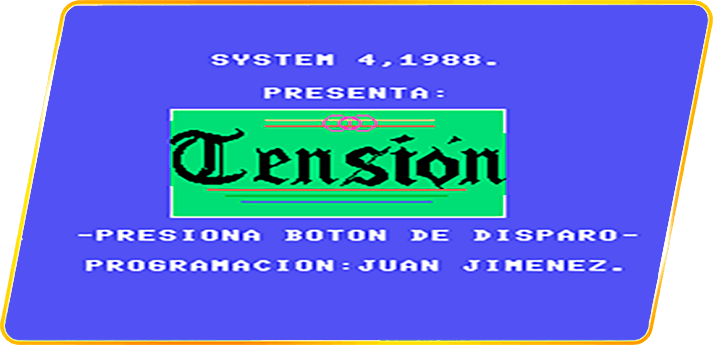 SYSTEM 4,1988.
PRESENTA:
Tensión
-PRESIONA BOTON DE DISPARO-
PROGRAMACION:JUAN JIMENEZ.